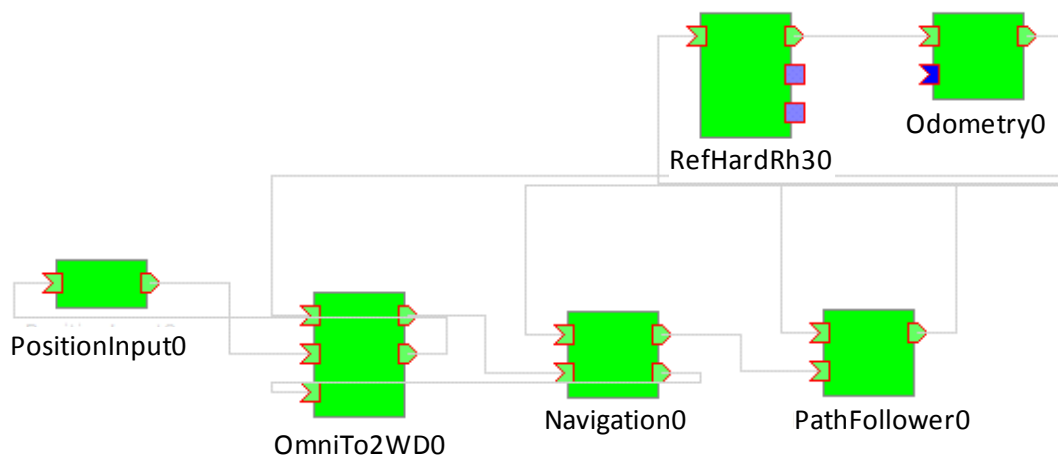 Odometry0
RefHardRh30
PositionInput0
OmniTo2WD0
Navigation0
PathFollower0